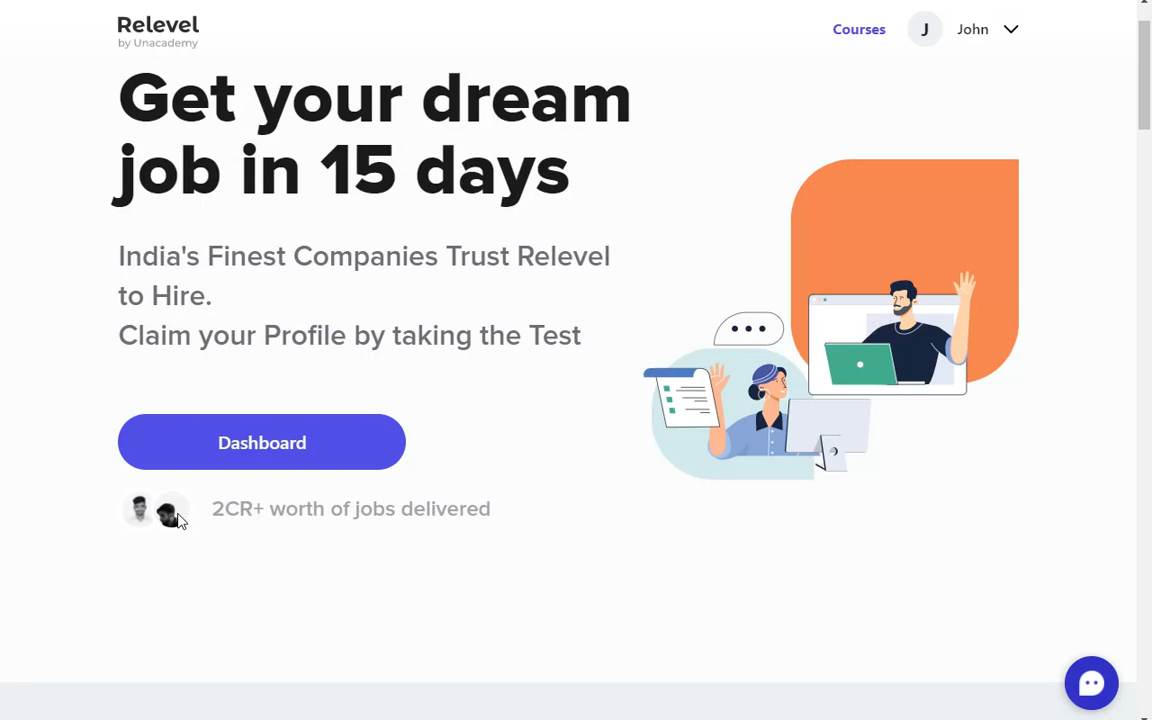 Relevel
by Unacademy
Courses
J
John
Get your dream
job in 15 days
India's Finest Companies Trust Relevel
to Hire.
Claim your Profile by taking the Test
Dashboard
2CR+ worth of jobs delivered